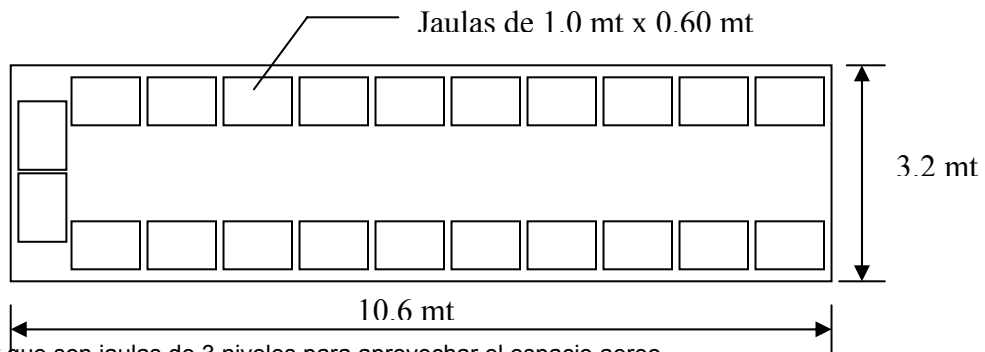 Jaulas de 1.0 mt x 0.60 mt
3.2 mt
10.6 mt
que son jaulas de 3 niveles para aprovechar el espacio aereo